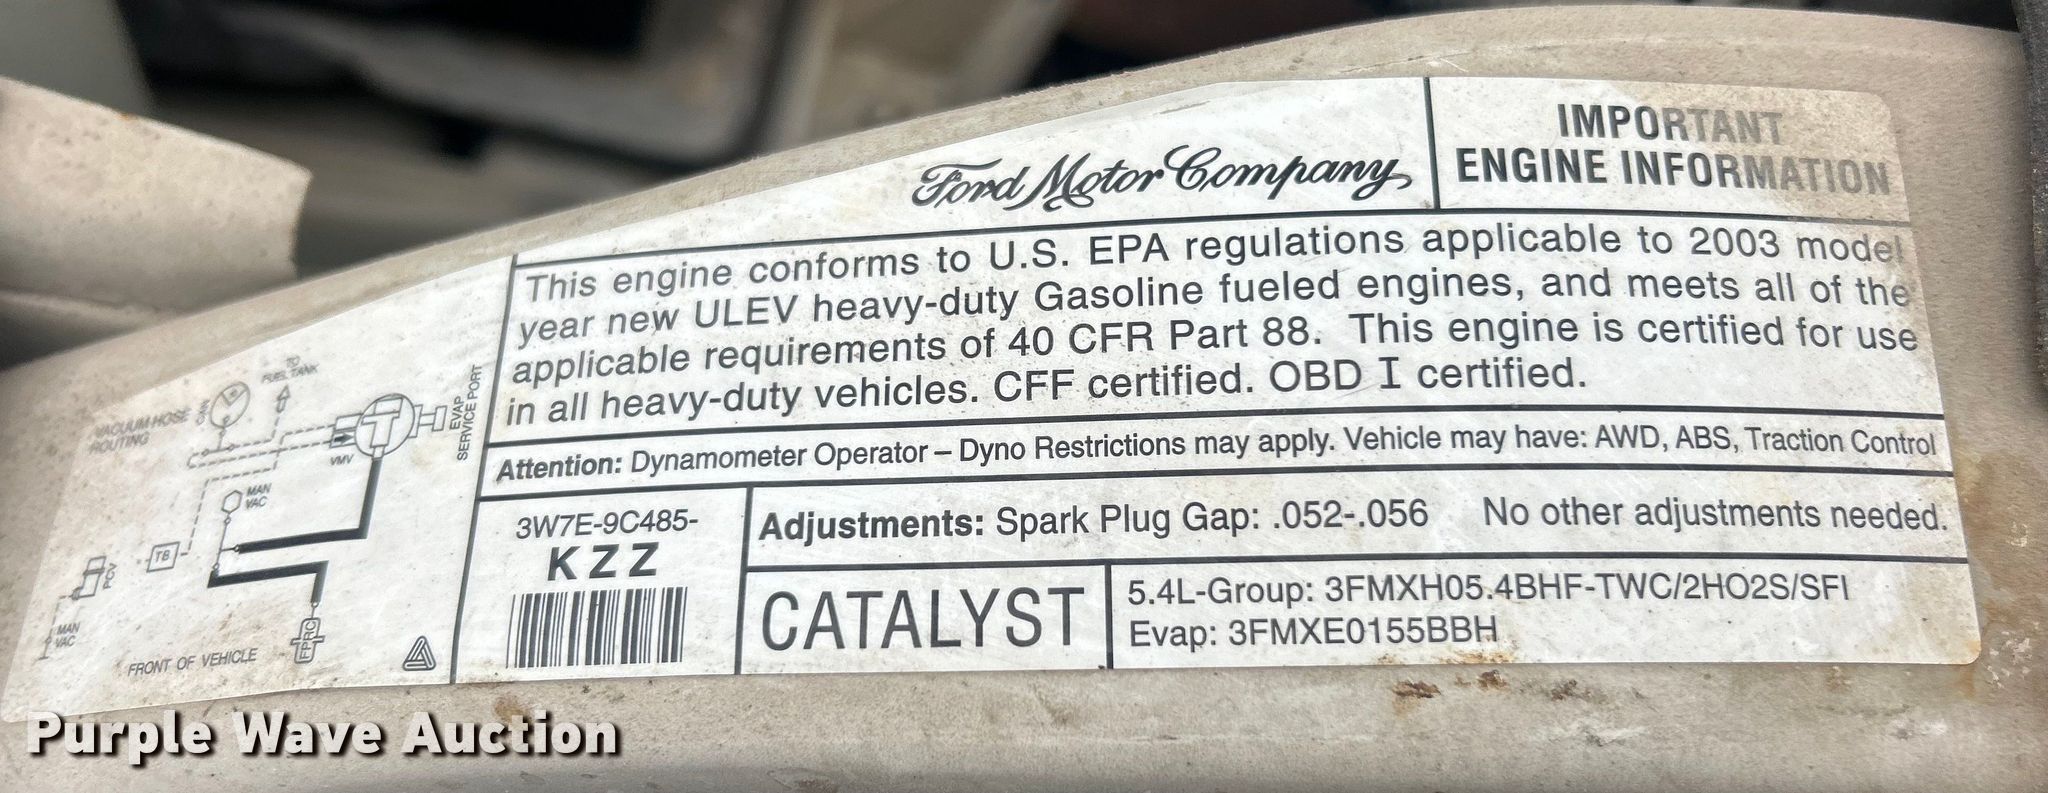 Ford Motor Company
IMPORTANT
ENGINE INFORMATION
This engine conforms to U.S. EPA regulations applicable to 2003 model
year new ULEV heavy-duty Gasoline fueled engines, and meets all of the
applicable requirements of 40 CFR Part 88. This engine is certified for use
in all heavy-duty vehicles. CFF certified. OBD I certified.
Attention: Dynamometer Operator – Dyno Restrictions may apply. Vehicle may have: AWD, ABS, Traction Control
3W7E-9C485-
KZZ
Adjustments: Spark Plug Gap: .052-.056 No other adjustments needed.
CATALYST
5.4L-Group: 3FMXH05.4BHF-TWC/2HO2S/SFI
Evap: 3FMXE0155BBH
VACUUM HOSE
ROUTING
CAN
TO
FUEL TANK
EVAP
SERVICE PORT
VMV
MAN
VAC
TB
PCV
MAN
VAC
FPRC
FRONT OF VEHICLE
Purple Wave Auction